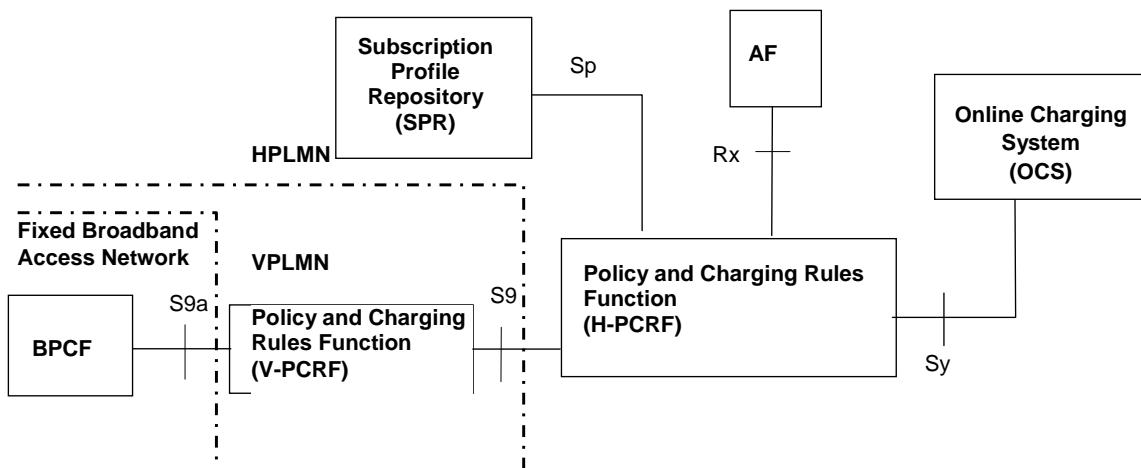 Subscription
Profile
Repository
(SPR)
Sp
AF
Online Charging
System
(OCS)
Rx
HPLMN
Fixed Broadband
Access Network
VPLMN
S9a
S9
BPCF
Policy and Charging
Rules Function
(V-PCRF)
Policy and Charging Rules
Function
(H-PCRF)
Sy